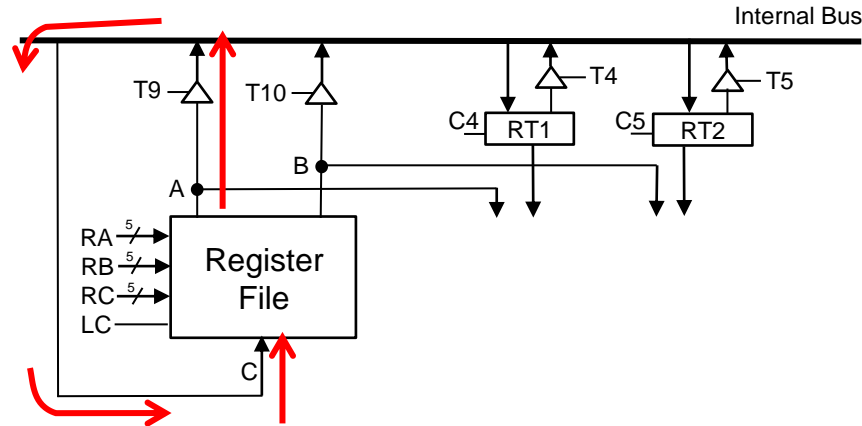 Internal Bus
T9
T10
T4
T5
C4
RT1
C5
RT2
B
A
RA
5
RB
5
RC
5
LC
Register
File
C